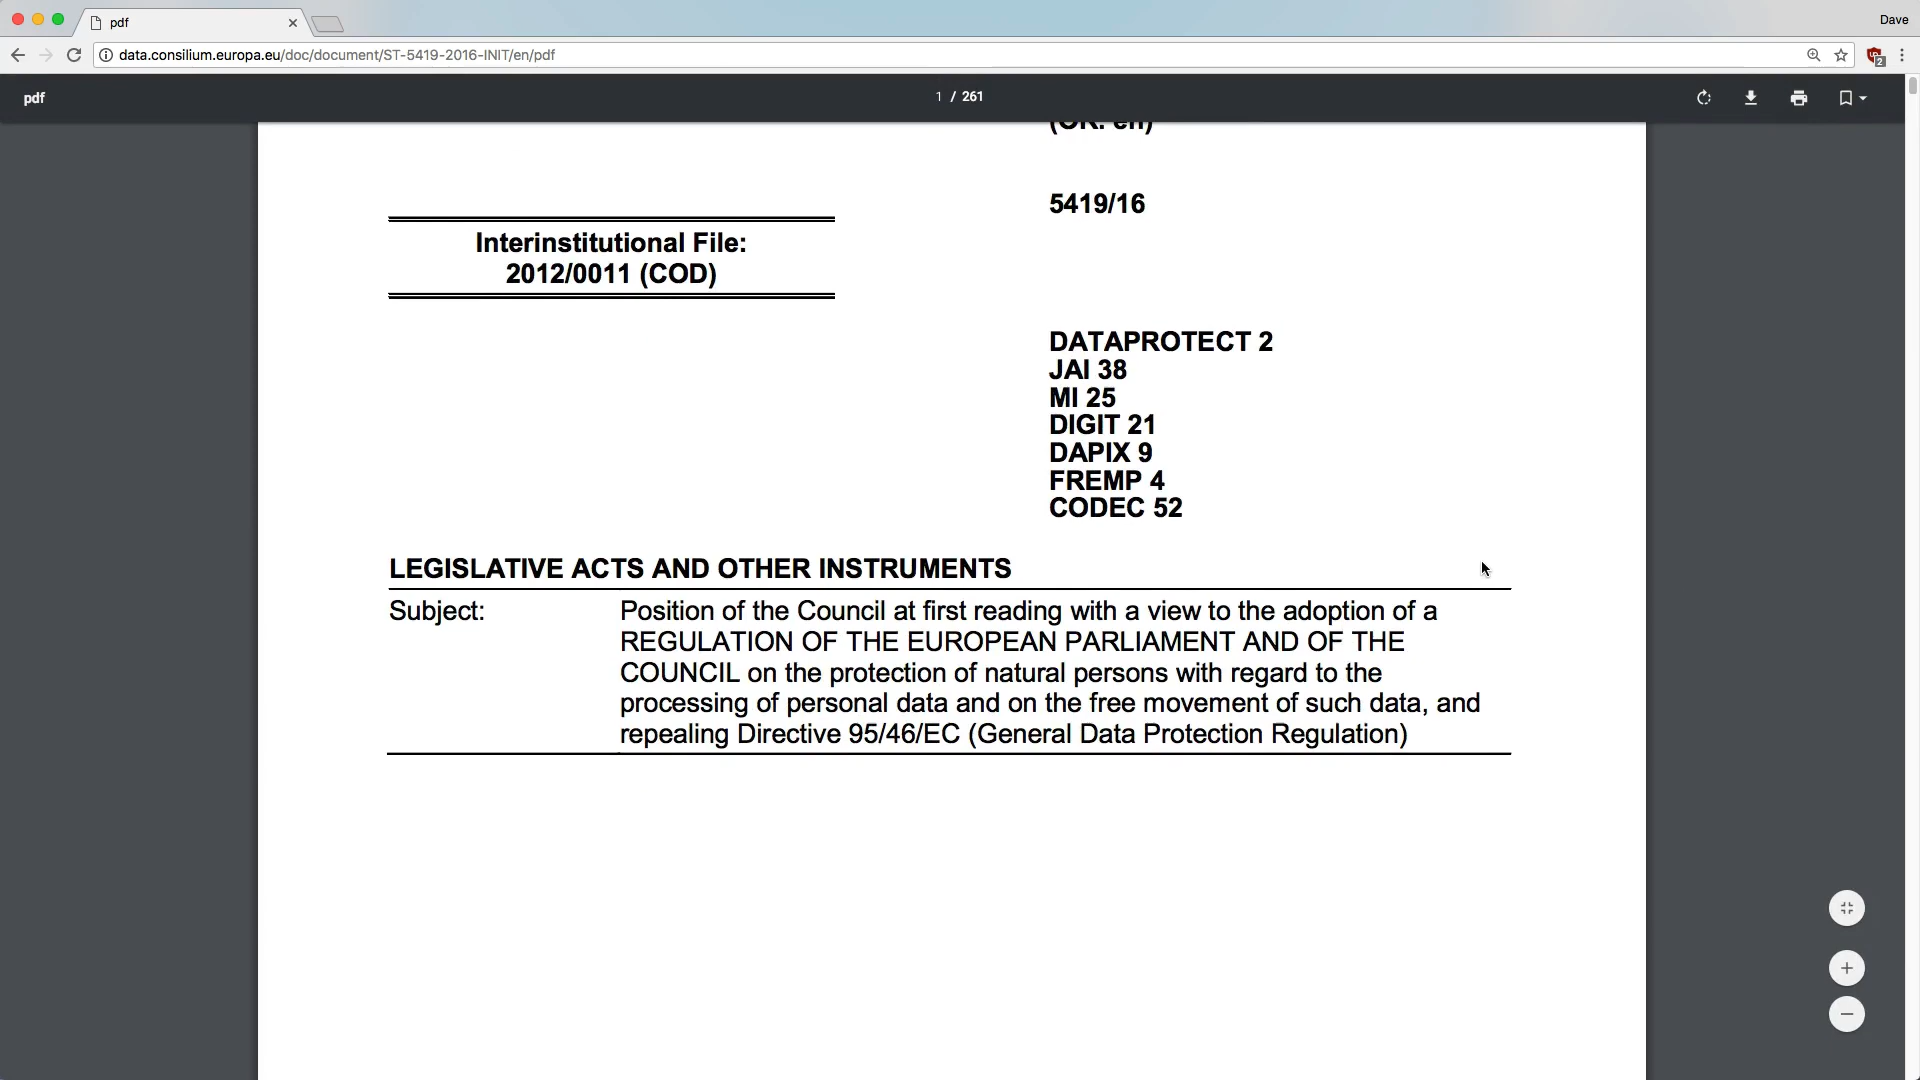 pdf
Dave
data.consilium.europa.eu/doc/document/ST-5419-2016-INIT/en/pdf
2
pdf
1 / 261
(OR. en)
5419/16
Interinstitutional File:
2012/0011 (COD)
DATAPROTECT 2
JAI 38
MI 25
DIGIT 21
DAPIX 9
FREMP 4
CODEC 52
LEGISLATIVE ACTS AND OTHER INSTRUMENTS
Subject: Position of the Council at first reading with a view to the adoption of a
REGULATION OF THE EUROPEAN PARLIAMENT AND OF THE
COUNCIL on the protection of natural persons with regard to the
processing of personal data and on the free movement of such data, and
repealing Directive 95/46/EC (General Data Protection Regulation)